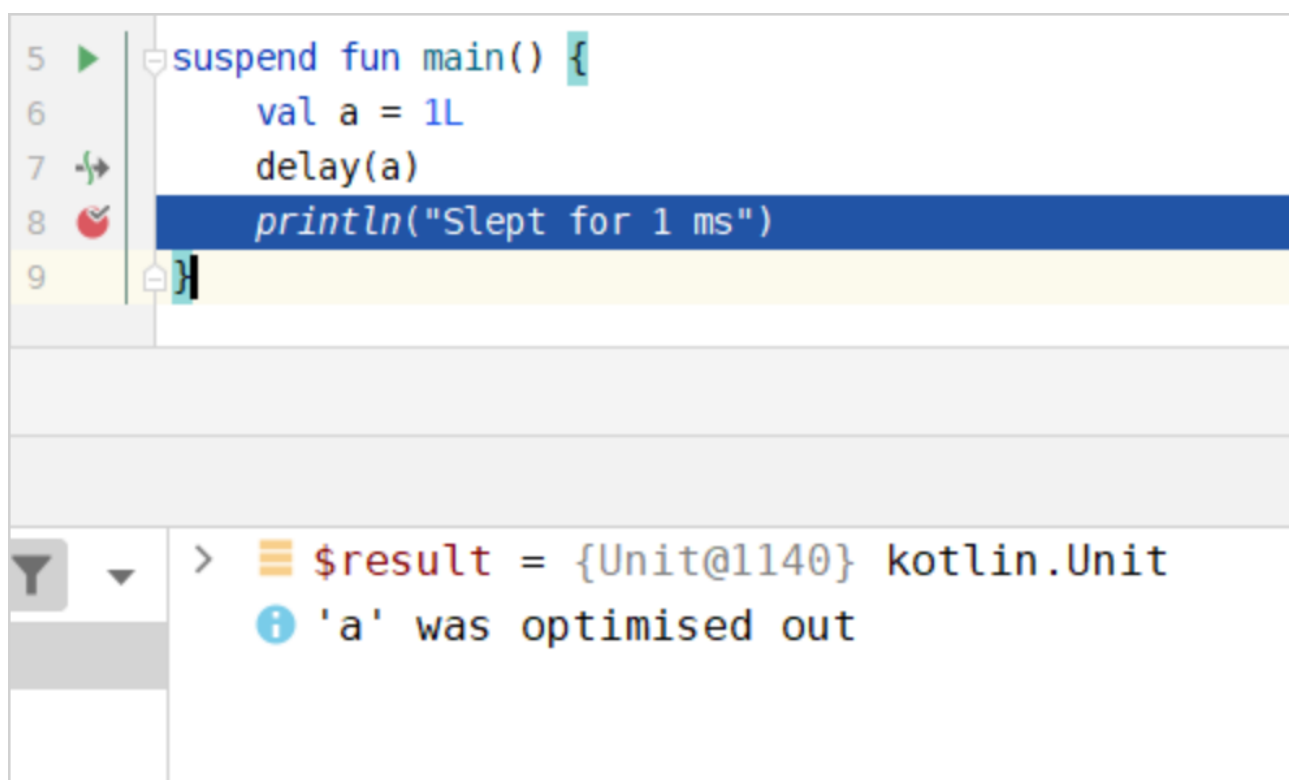 5 suspend fun main() {
6 val a = 1L
7 delay(a)
8 println("Slept for 1 ms")
9 }
$result = {Unit@1140} kotlin.Unit
'a' was optimised out